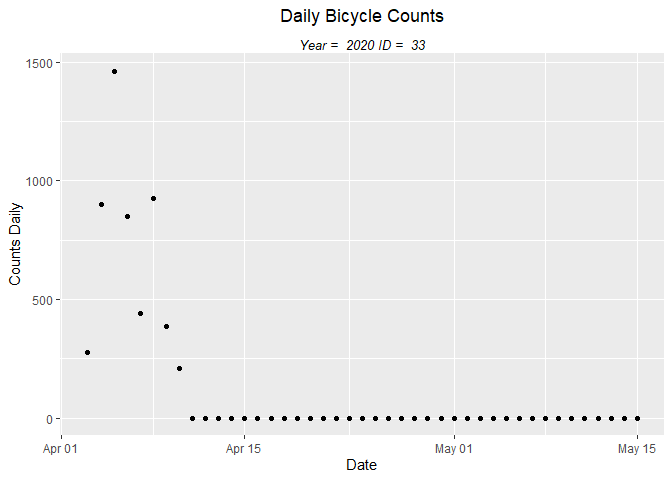 Daily Bicycle Counts
Year =  2020 ID =  33
1500
1000
500
0
Counts Daily
Apr 01
Apr 15
May 01
May 15
Date